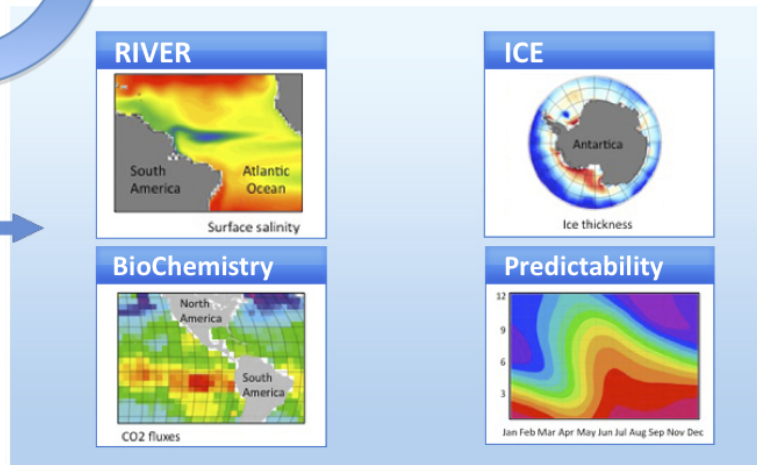 RIVER
South
America
Atlantic
Ocean
Surface salinity
ICE
Antartica
Ice thickness
BioChemistry
North
America
South
America
CO2 fluxes
Predictability
12
9
6
3
Jan Feb Mar Apr May Jun Jul Aug Sep Nov Dec